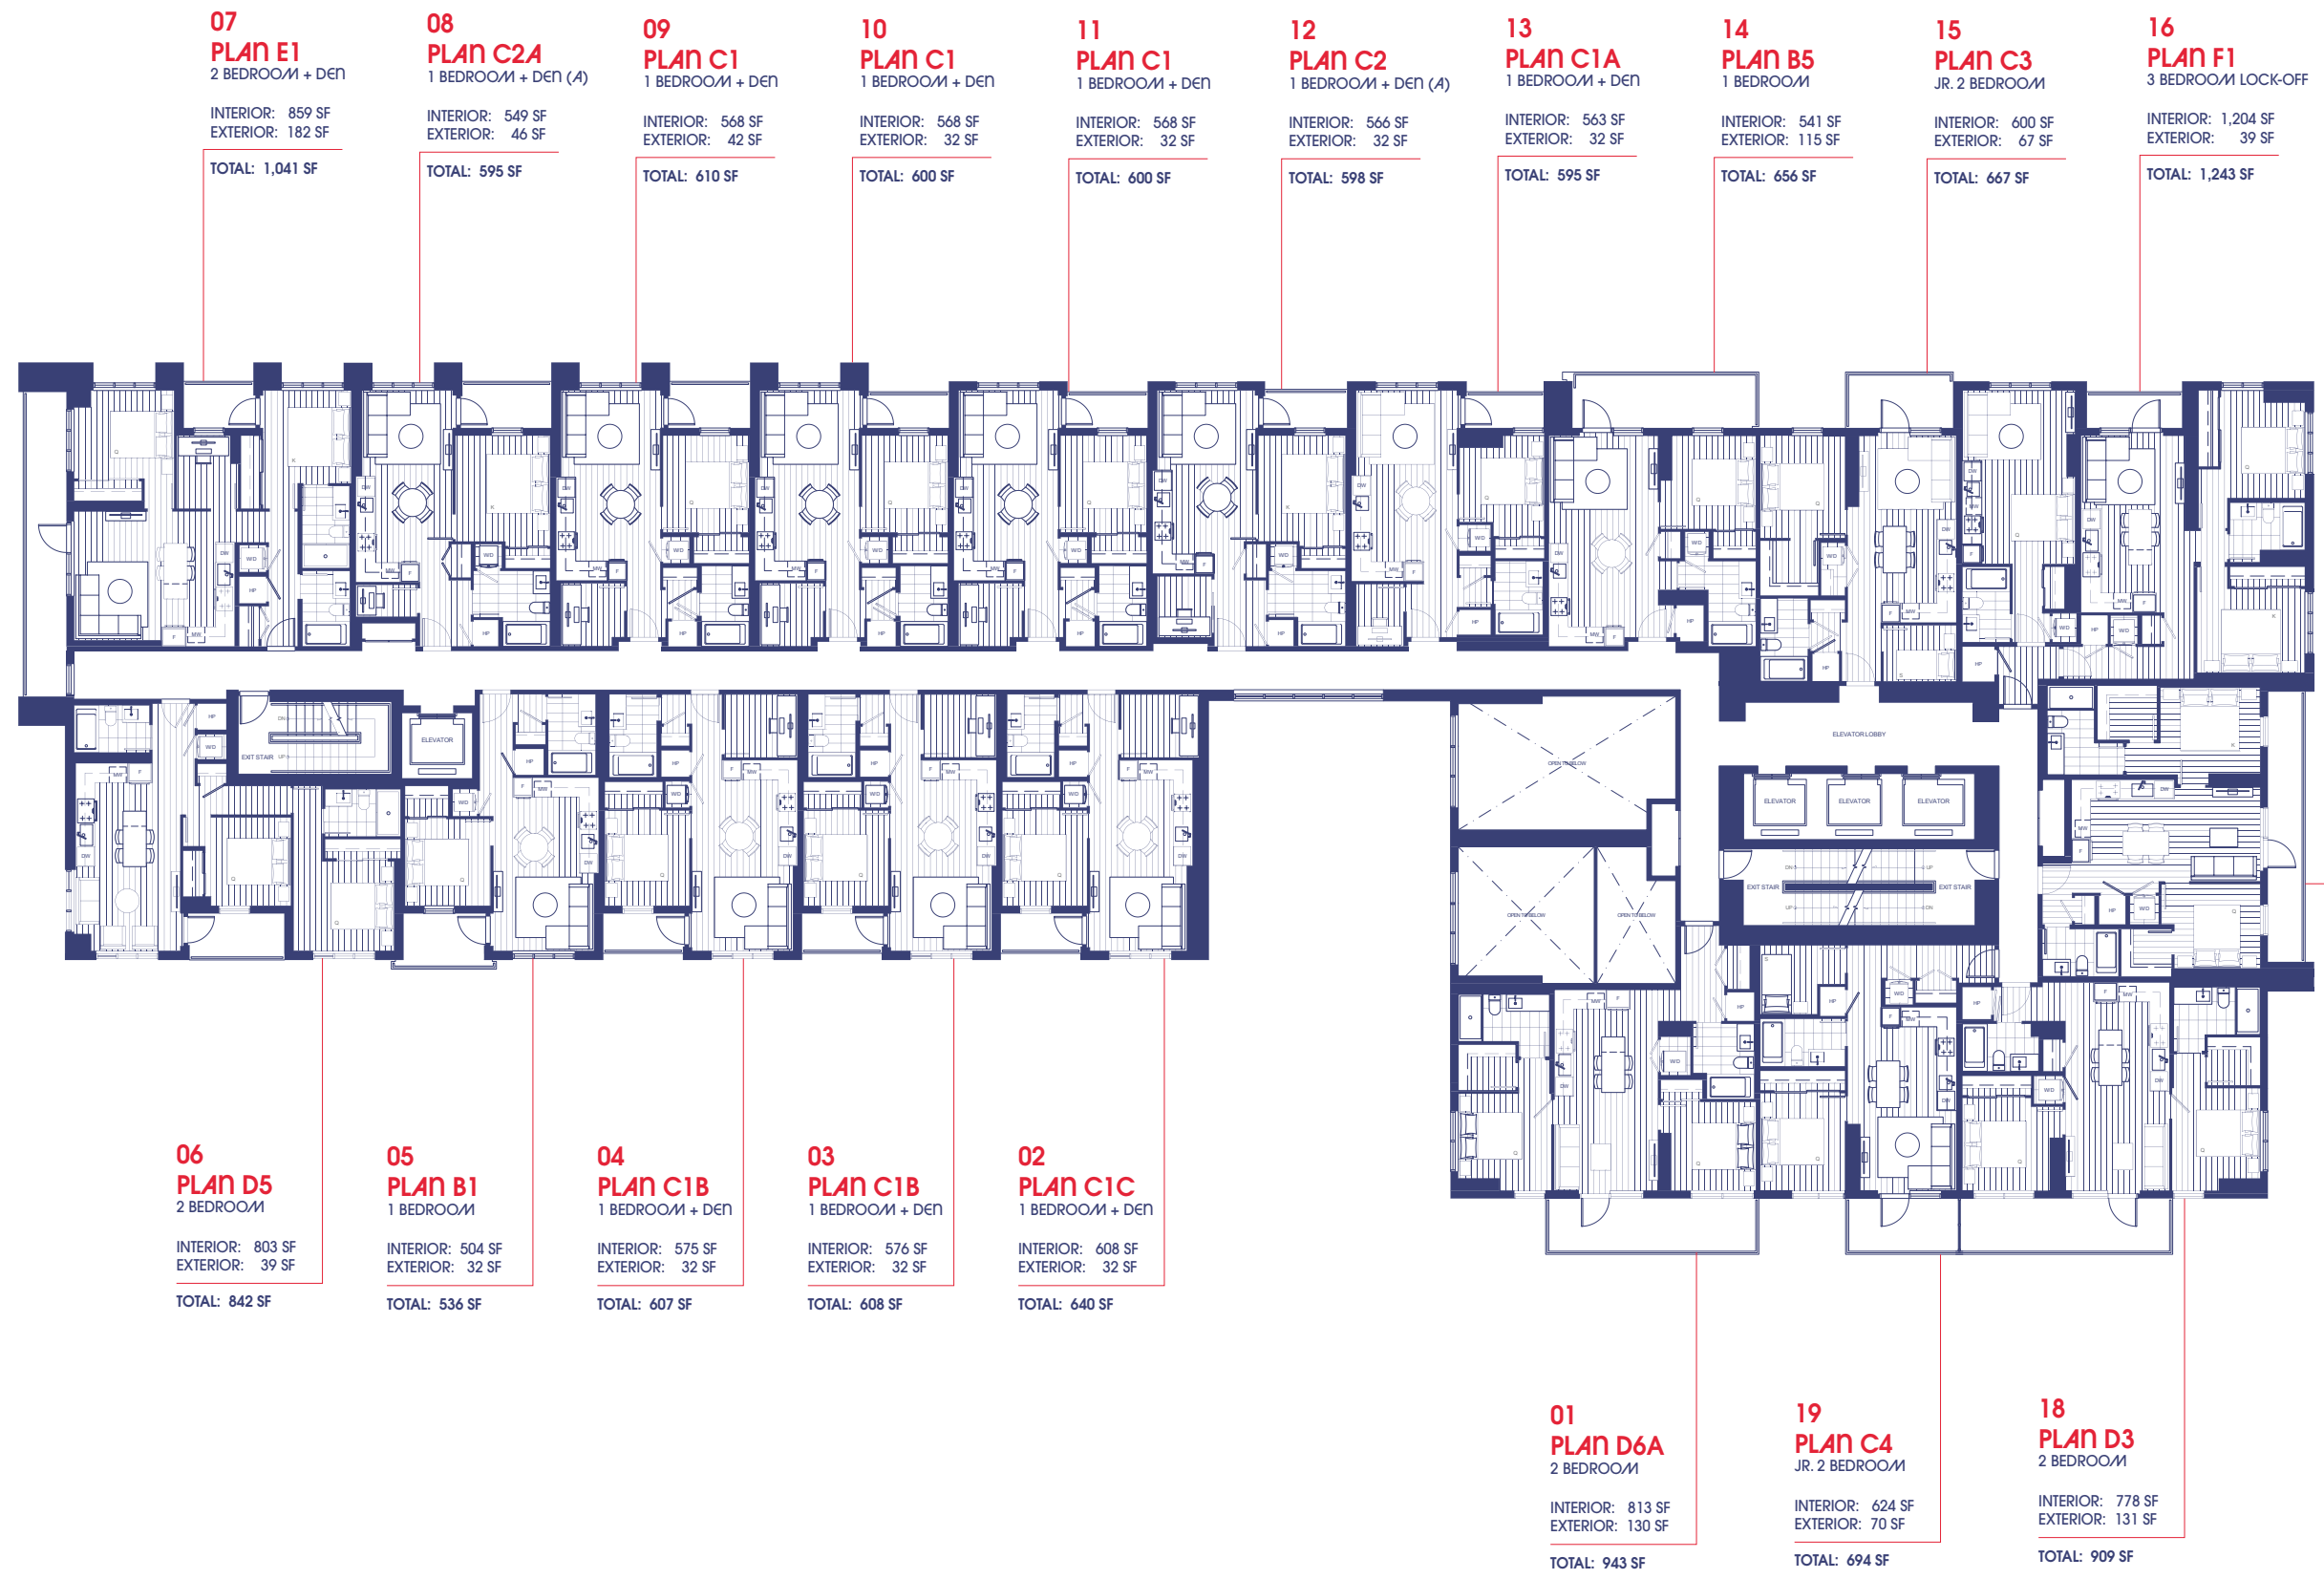 07
PLAN E1
2 BEDROOM + DEN
INTERIOR: 859 SF
EXTERIOR: 182 SF
TOTAL: 1,041 SF
08
PLAN C2A
1 BEDROOM + DEN (A)
INTERIOR: 549 SF
EXTERIOR: 46 SF
TOTAL: 595 SF
09
PLAN C1
1 BEDROOM + DEN
INTERIOR: 568 SF
EXTERIOR: 42 SF
TOTAL: 610 SF
10
PLAN C1
1 BEDROOM + DEN
INTERIOR: 568 SF
EXTERIOR: 32 SF
TOTAL: 600 SF
11
PLAN C1
1 BEDROOM + DEN
INTERIOR: 568 SF
EXTERIOR: 32 SF
TOTAL: 600 SF
12
PLAN C2
1 BEDROOM + DEN (A)
INTERIOR: 566 SF
EXTERIOR: 32 SF
TOTAL: 598 SF
13
PLAN C1A
1 BEDROOM + DEN
INTERIOR: 563 SF
EXTERIOR: 32 SF
TOTAL: 595 SF
14
PLAN B5
1 BEDROOM
INTERIOR: 541 SF
EXTERIOR: 115 SF
TOTAL: 656 SF
15
PLAN C3
JR. 2 BEDROOM
INTERIOR: 600 SF
EXTERIOR: 67 SF
TOTAL: 667 SF
16
PLAN F1
3 BEDROOM LOCK-OFF
INTERIOR: 1,204 SF
EXTERIOR: 39 SF
TOTAL: 1,243 SF
EXIT STAIR
ELEVATOR
OPEN TO BELOW
ELEVATOR LOBBY
ELEVATOR
ELEVATOR
ELEVATOR
EXIT STAIR
EXIT STAIR
OPEN TO BELOW
OPEN TO BELOW
06
PLAN D5
2 BEDROOM
INTERIOR: 803 SF
EXTERIOR: 39 SF
TOTAL: 842 SF
05
PLAN B1
1 BEDROOM
INTERIOR: 504 SF
EXTERIOR: 32 SF
TOTAL: 536 SF
04
PLAN C1B
1 BEDROOM + DEN
INTERIOR: 575 SF
EXTERIOR: 32 SF
TOTAL: 607 SF
03
PLAN C1B
1 BEDROOM + DEN
INTERIOR: 576 SF
EXTERIOR: 32 SF
TOTAL: 608 SF
02
PLAN C1C
1 BEDROOM + DEN
INTERIOR: 608 SF
EXTERIOR: 32 SF
TOTAL: 640 SF
01
PLAN D6A
2 BEDROOM
INTERIOR: 813 SF
EXTERIOR: 130 SF
TOTAL: 943 SF
19
PLAN C4
JR. 2 BEDROOM
INTERIOR: 624 SF
EXTERIOR: 70 SF
TOTAL: 694 SF
18
PLAN D3
2 BEDROOM
INTERIOR: 778 SF
EXTERIOR: 131 SF
TOTAL: 909 SF